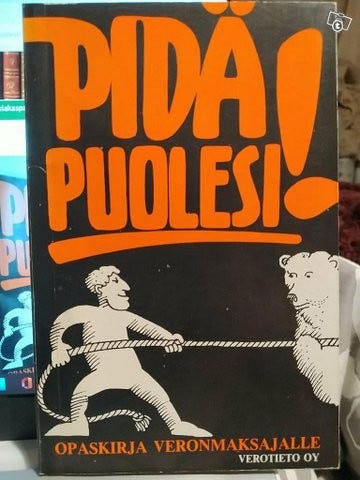 PIDÄ
PUOLESI!
OPASKIRJA VERONMAKSAJALLE
VEROTIETO OY